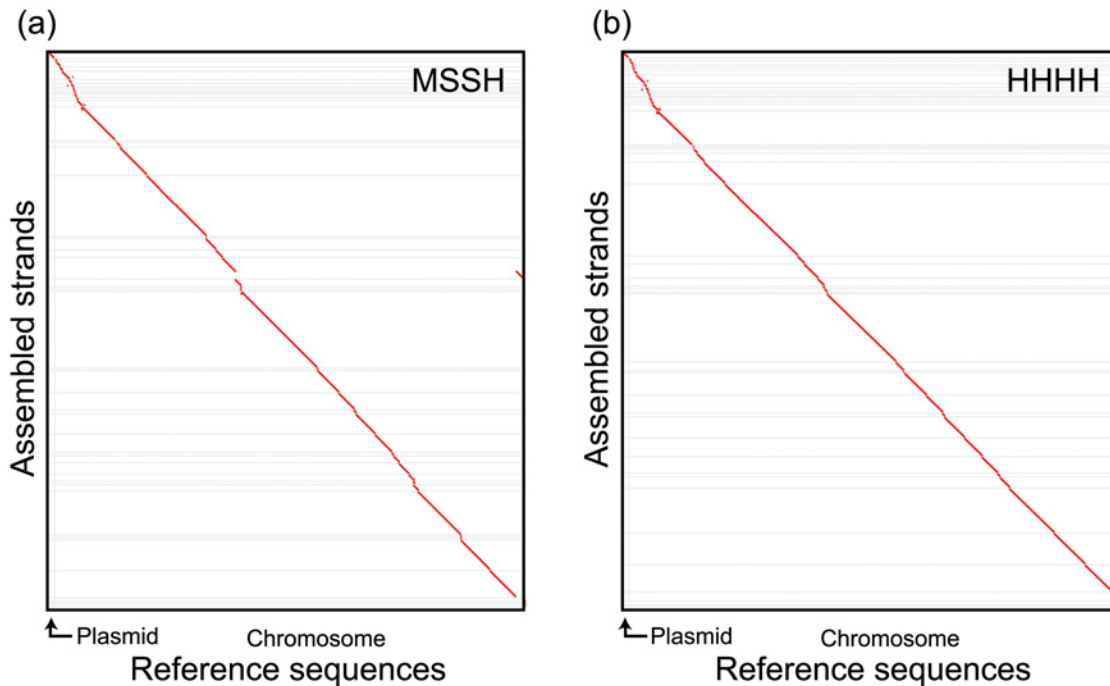 (a)
MSSH
Assembled strands
Plasmid
Chromosome
Reference sequences
(b)
HHHH
Assembled strands
Plasmid
Chromosome
Reference sequences